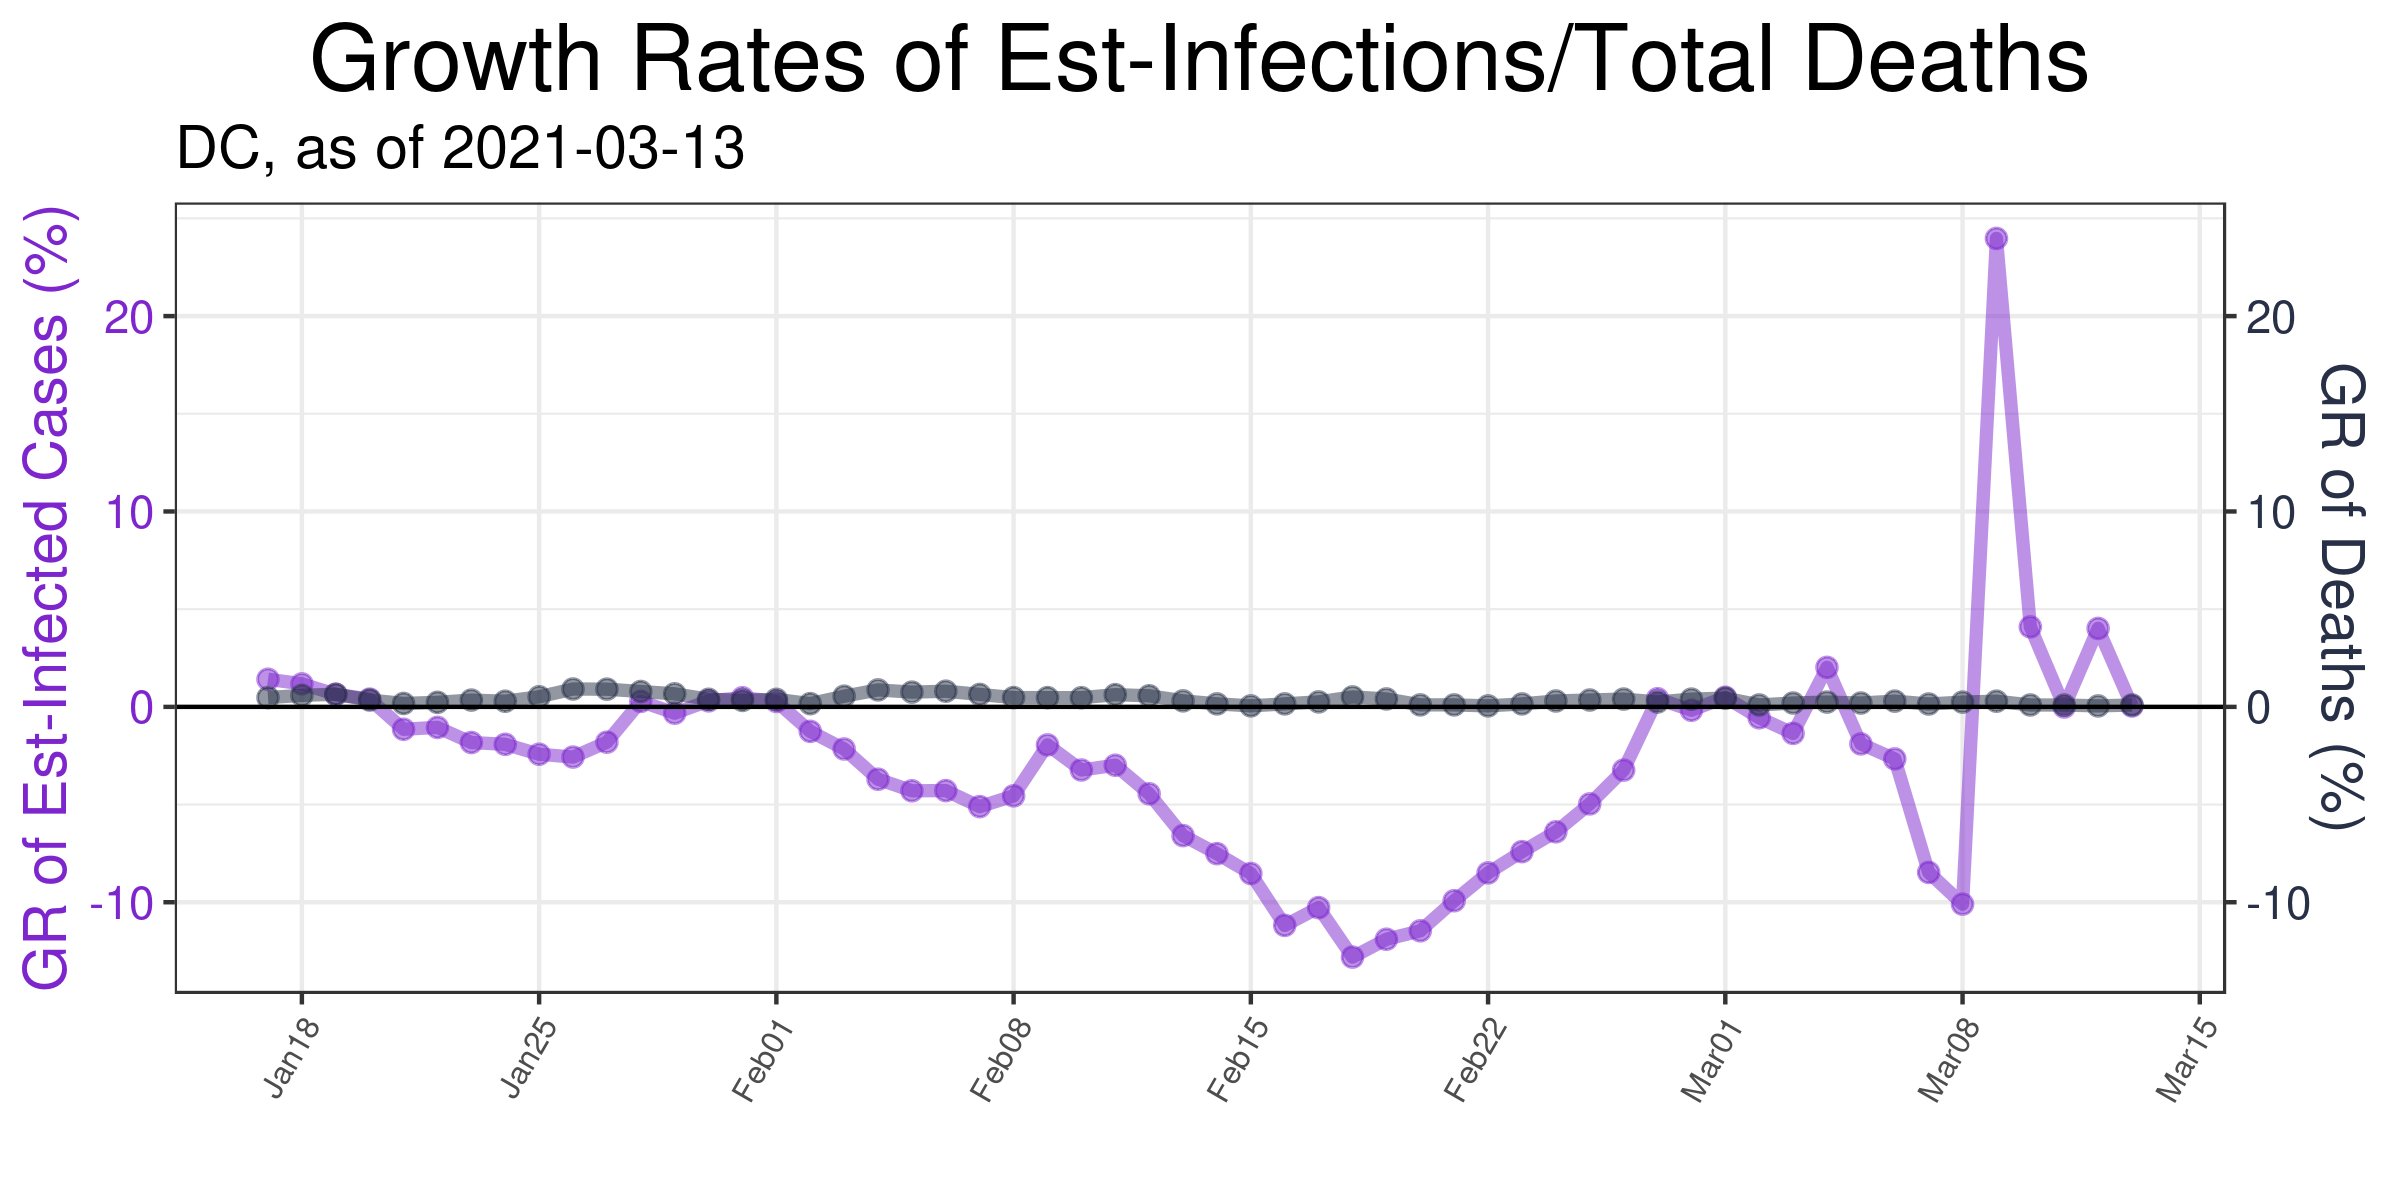 Growth Rates of Est-Infections/Total Deaths
DC, as of 2021-03-13
GR of Est-Infected Cases (%)
20
10
0
-10
20
10
0
-10
GR of Deaths (%)
Jan18
Jan25
Feb01
Feb08
Feb15
Feb22
Mar01
Mar08
Mar15